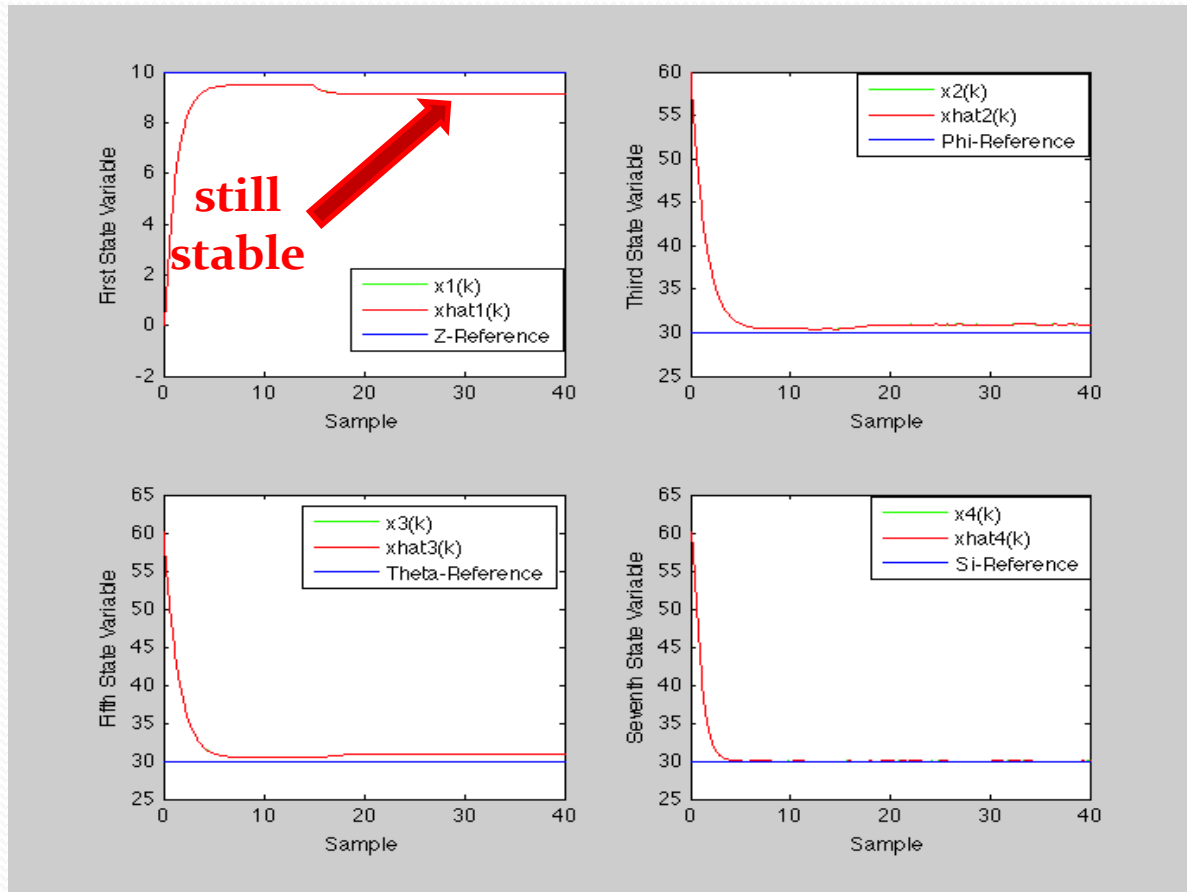 10
8
6
4
2
0
-2
First State Variable
still
stable
x1(k)
xhat1(k)
Z-Reference
0
10
20
30
40
Sample
60
55
50
45
40
35
30
25
Third State Variable
x2(k)
xhat2(k)
Phi-Reference
0
10
20
30
40
Sample
65
60
55
50
45
40
35
30
25
Fifth State Variable
x3(k)
xhat3(k)
Theta-Reference
0
10
20
30
40
Sample
65
60
55
50
45
40
35
30
25
Seventh State Variable
x4(k)
xhat4(k)
Si-Reference
0
10
20
30
40
Sample